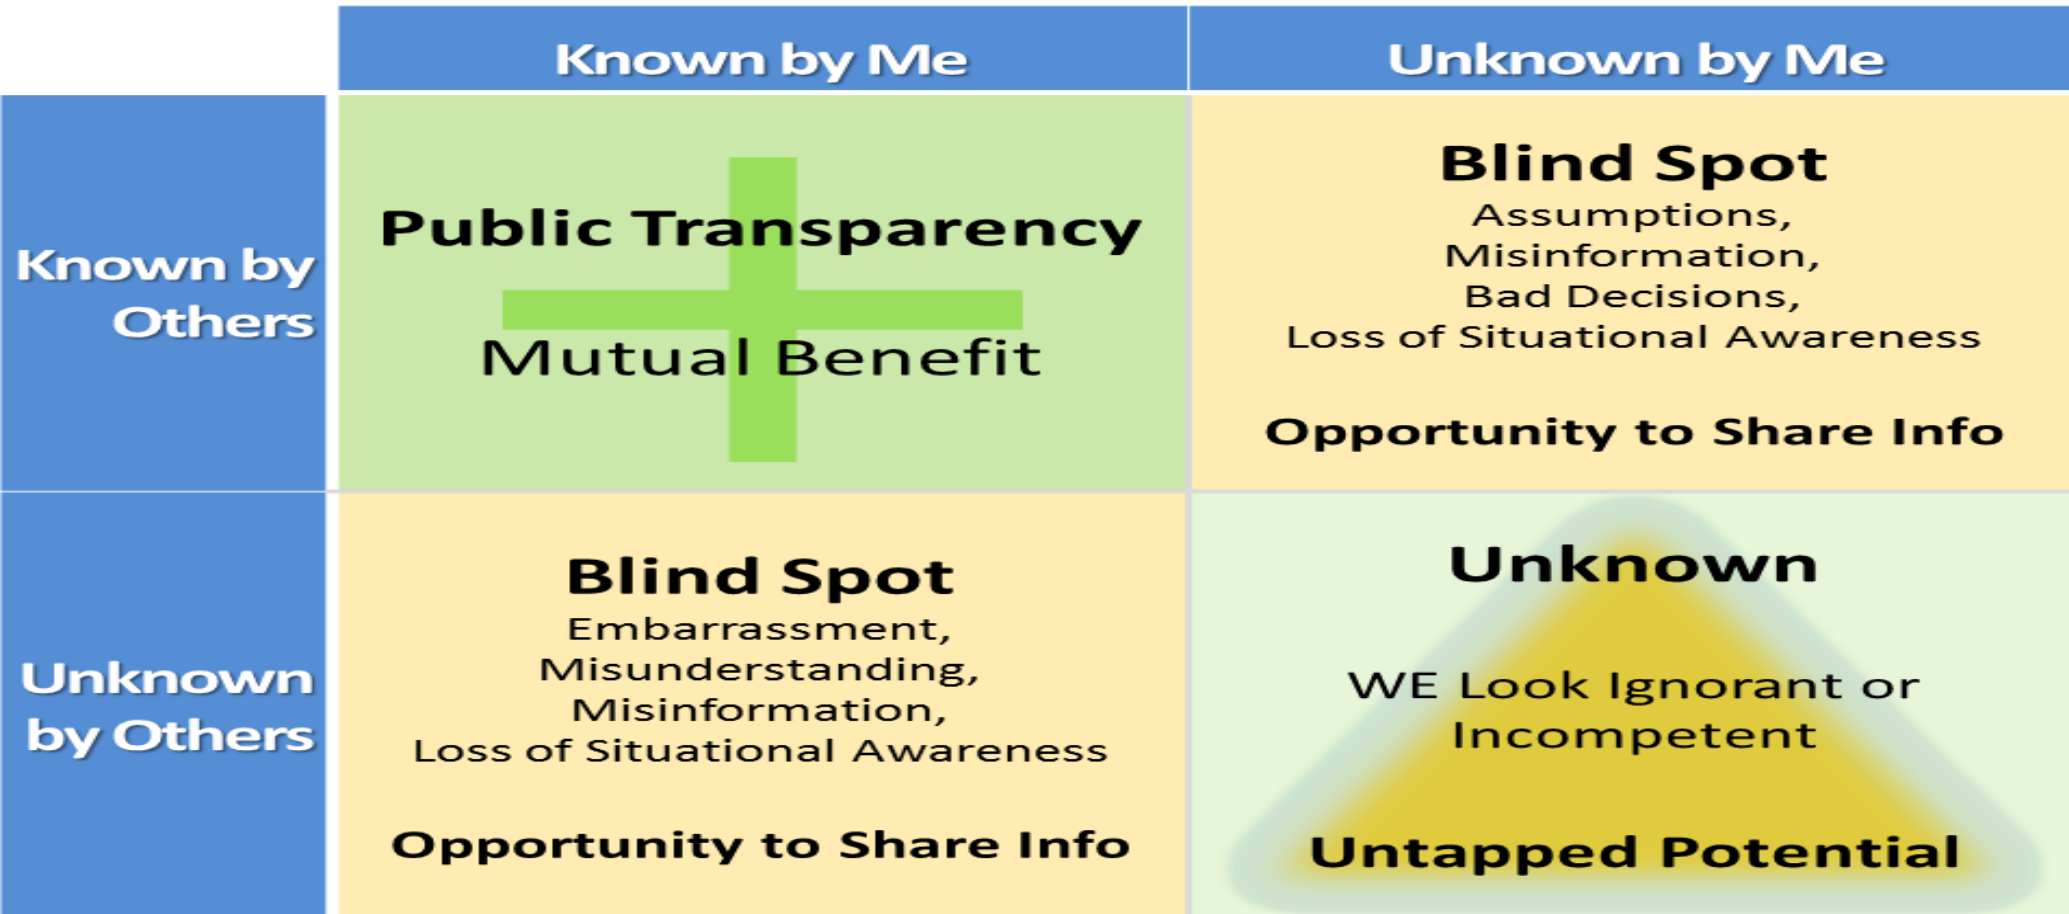 Known by Me
Unknown by Me
Known by
Others
Public Transparency
Mutual Benefit
Blind Spot
Assumptions,
Misinformation,
Bad Decisions,
Loss of Situational Awareness
Opportunity to Share Info
Unknown
by Others
Blind Spot
Embarrassment,
Misunderstanding,
Misinformation,
Loss of Situational Awareness
Opportunity to Share Info
Unknown
WE Look Ignorant or
Incompetent
Untapped Potential